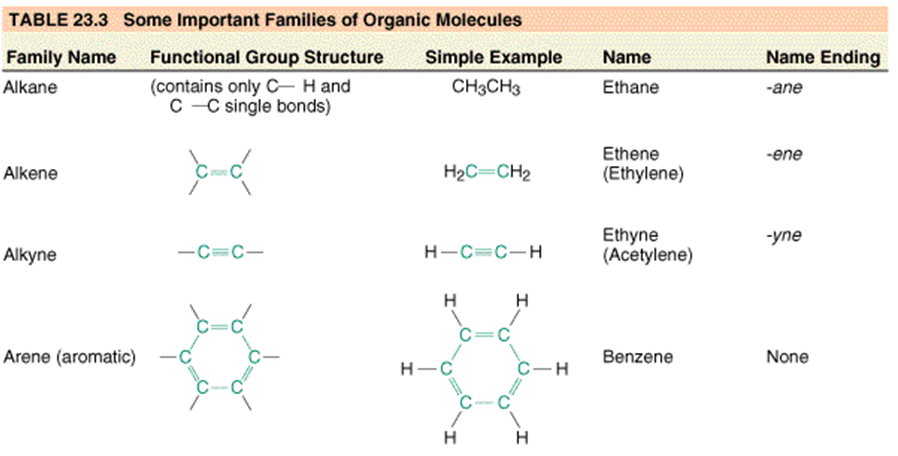 TABLE 23.3 Some Important Families of Organic Molecules
Family Name Functional Group Structure Simple Example Name Name Ending
Alkane (contains only C— H and CH3CH3 Ethane -ane
C —C single bonds)
Alkene C=C H2C=CH2 Ethene -ene
(Ethylene)
Alkyne —C≡C— H—C≡C—H Ethyne -yne
(Acetylene)
H H
C=C C=C
Arene (aromatic) —C C— H—C C—H Benzene None
C—C C—C
H H